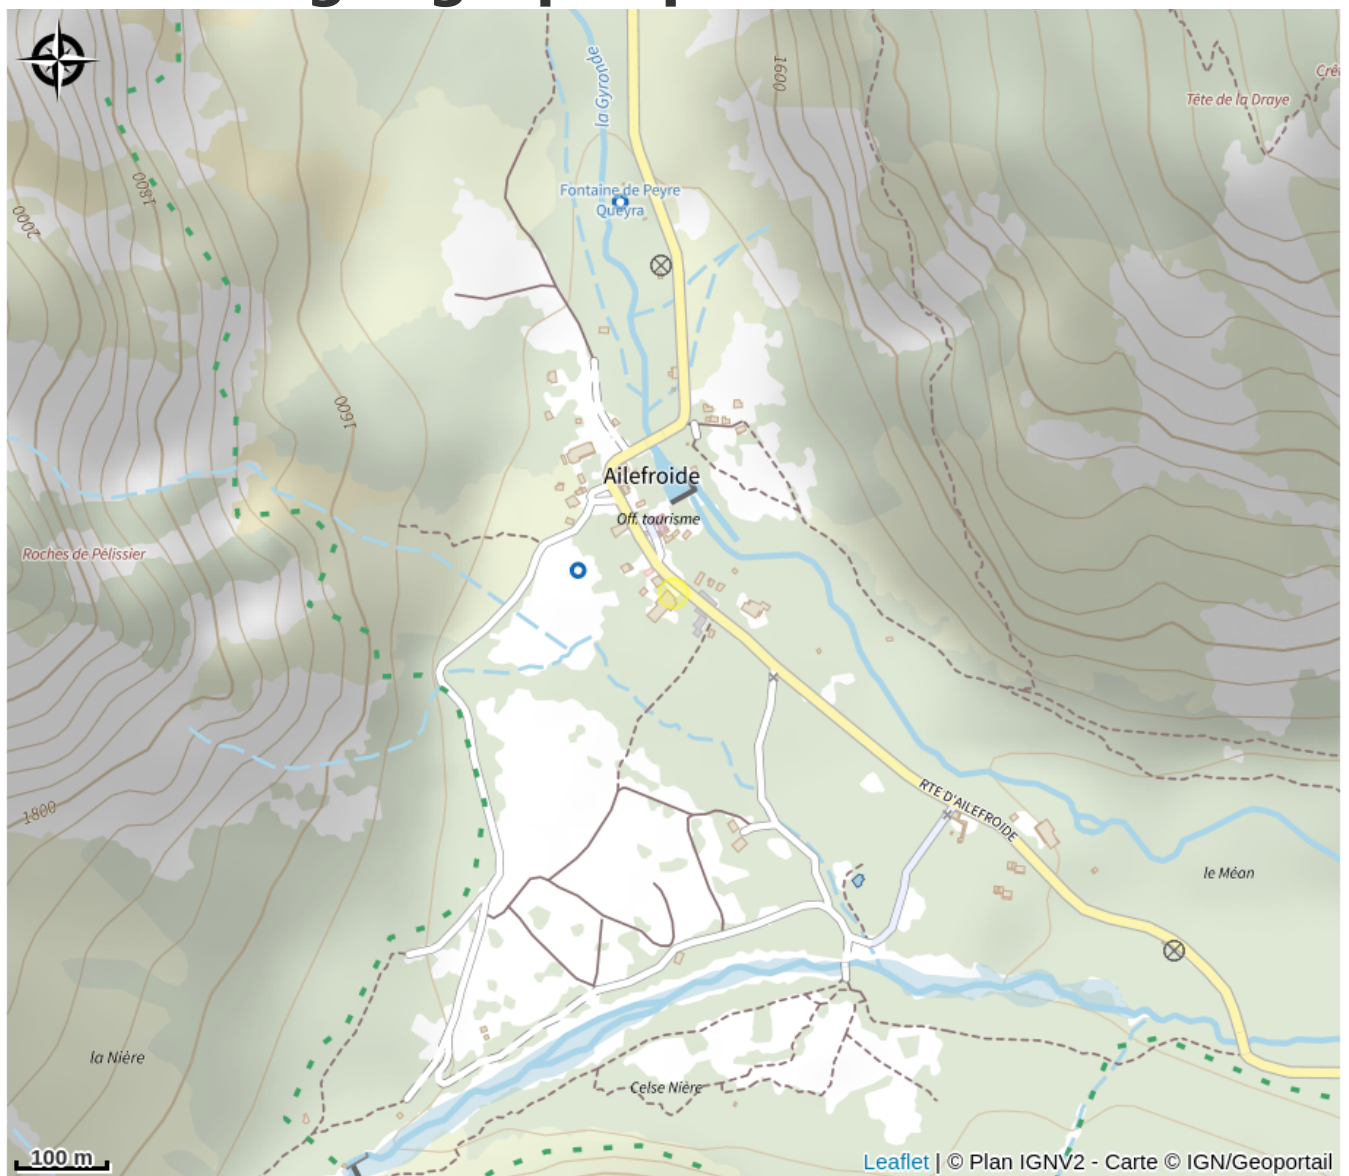 la Gyronde
1600
Crê
Tête de la Draye
1800
2000
Fontaine de Peyre
Queyra
1600
Ailefroide
Off. tourisme
Roches de Pélissier
1800
RTE D'AILEFROIDE
le Méan
la Nière
Celse Nière
100 m
Leaflet | © Plan IGNV2 - Carte © IGN/Geoportail